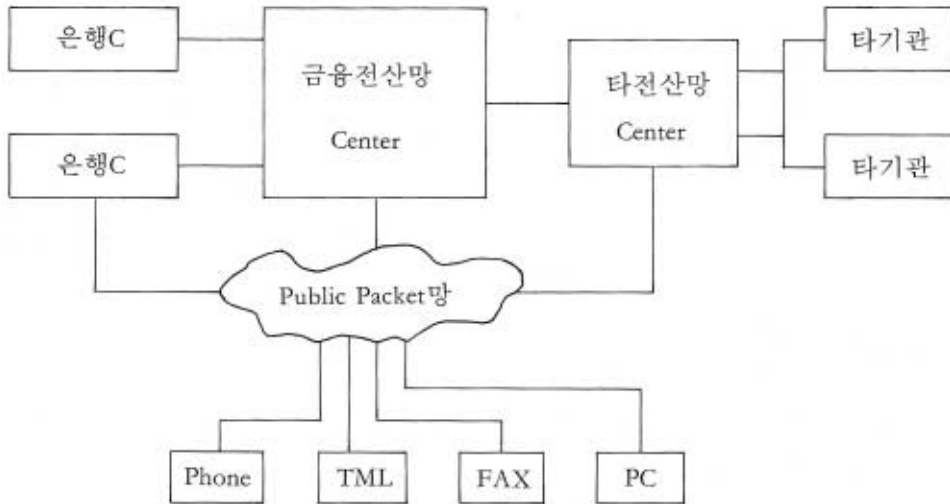 은행C
금융전산망
Center
타전산망
Center
타기관
은행C
타기관
Public Packet망
Phone
TML
FAX
PC